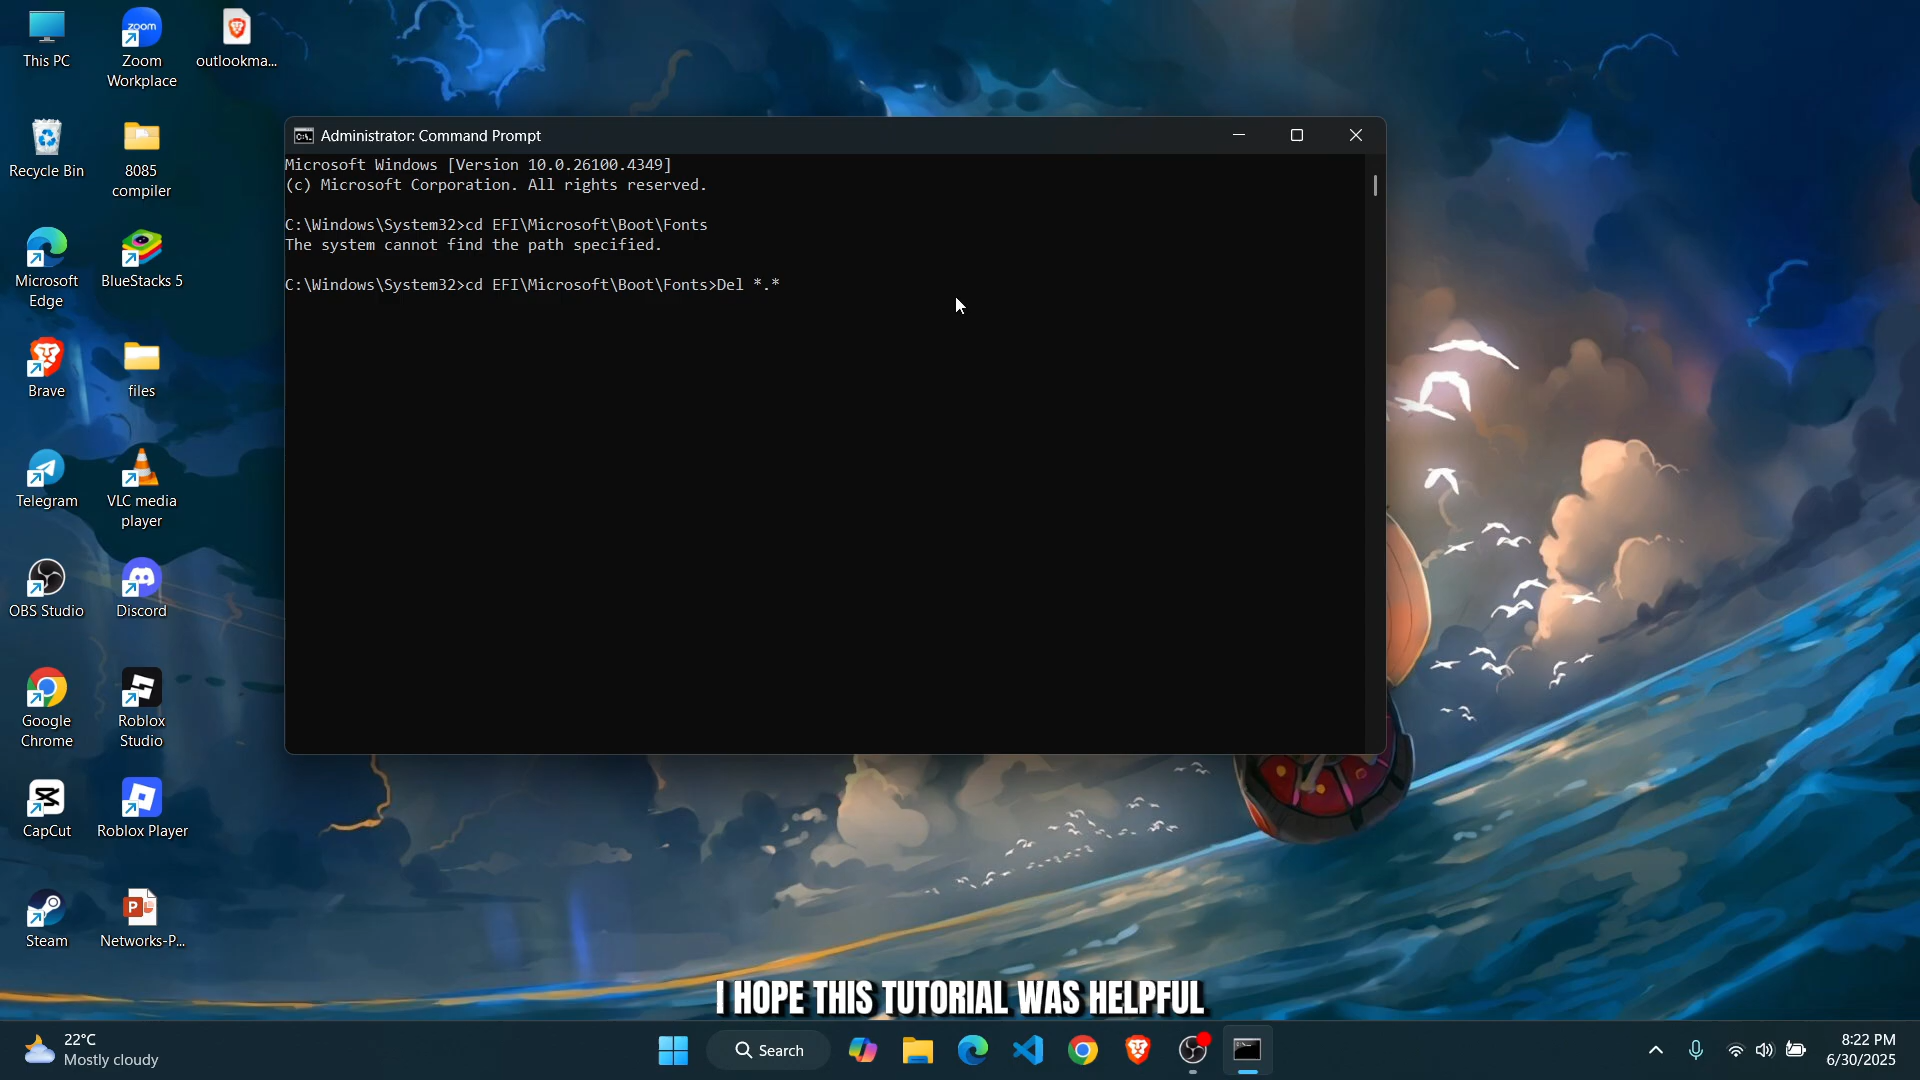 This PC
Zoom
Workplace
outlookma...
Recycle Bin
8085
compiler
Microsoft
Edge
BlueStacks 5
Brave
files
Telegram
VLC media
player
OBS Studio
Discord
Google
Chrome
Roblox
Studio
CapCut
Roblox Player
Steam
Networks-P...
zoom
Administrator: Command Prompt
Microsoft Windows [Version 10.0.26100.4349]
(c) Microsoft Corporation. All rights reserved.
C:\Windows\System32>cd EFI\Microsoft\Boot\Fonts
The system cannot find the path specified.
C:\Windows\System32>cd EFI\Microsoft\Boot\Fonts>Del *.*
I HOPE THIS TUTORIAL WAS HELPFUL
22°C
Mostly cloudy
Search
8:22 PM
6/30/2025